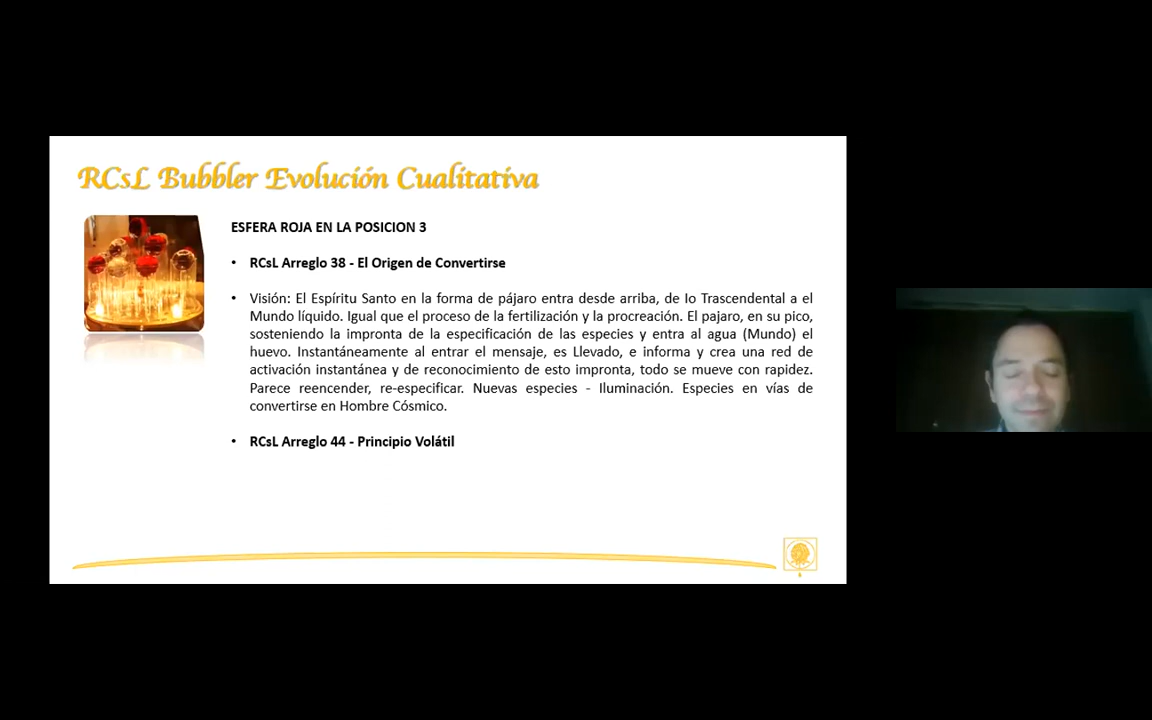 RCsL Bubbler Evolución Cualitativa
ESFERA ROJA EN LA POSICION 3
• RCsL Arreglo 38 - El Origen de Convertirse
• Visión: El Espíritu Santo en la forma de pájaro entra desde arriba, de lo Trascendental a el
Mundo líquido. Igual que el proceso de la fertilización y la procreación. El pajaro, en su pico,
sosteniendo la impronta de la especificación de las especies y entra al agua (Mundo) el
huevo. Instantáneamente al entrar el mensaje, es Llevado, e informa y crea una red de
activación instantánea y de reconocimiento de esto impronta, todo se mueve con rapidez.
Parece reencender, re-especificar. Nuevas especies - Iluminación. Especies en vías de
convertirse en Hombre Cósmico.
• RCsL Arreglo 44 - Principio Volátil